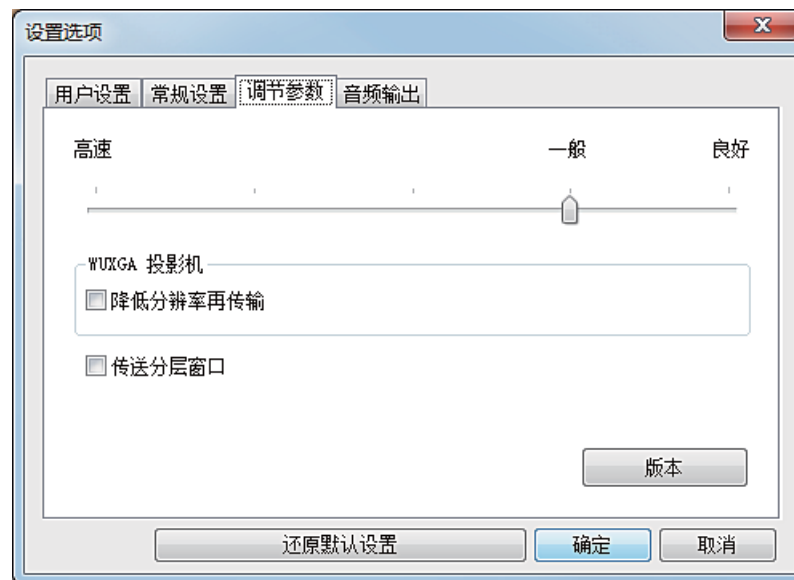 设置选项
用户设置 常规设置 调节参数 音频输出
高速 一般 良好
WUXGA 投影机
降低分辨率再传输
传送分层窗口
版本
还原默认设置 确定 取消